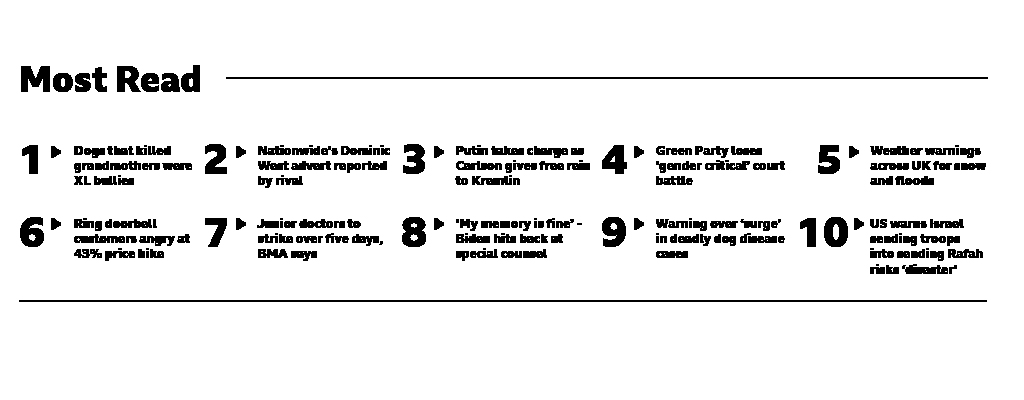 Most Read
1
Dogs that killed
grandmothers were
XL bullies
2
Nationwide's Dominic
West advert reported
by rival
3
Putin takes charge as
Carlson gives free rein
to Kremlin
4
Green Party loses
'gender critical' court
battle
5
Weather warnings
across UK for snow
and floods
6
Ring doorbell
customers angry at
43% price hike
7
Junior doctors to
strike over five days,
BMA says
8
'My memory is fine' -
Biden hits back at
special counsel
9
Warning over 'surge'
in deadly dog disease
cases
10
US warns Israel
sending troops
into sending Rafah
risks 'disaster'